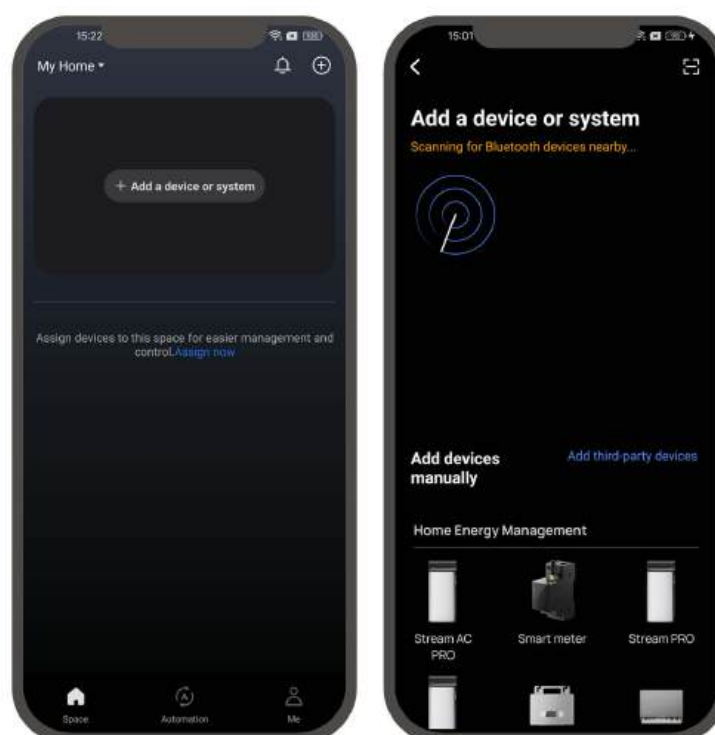 15:22
My Home
+ Add a device or system
Assign devices to this space for easier management and
control.Assign now
Space
Automation
Me
15:01
Add a device or system
Scanning for Bluetooth devices nearby...
Add devices
manually
Add third-party devices
Home Energy Management
Stream AC
PRO
Smart meter
Stream PRO